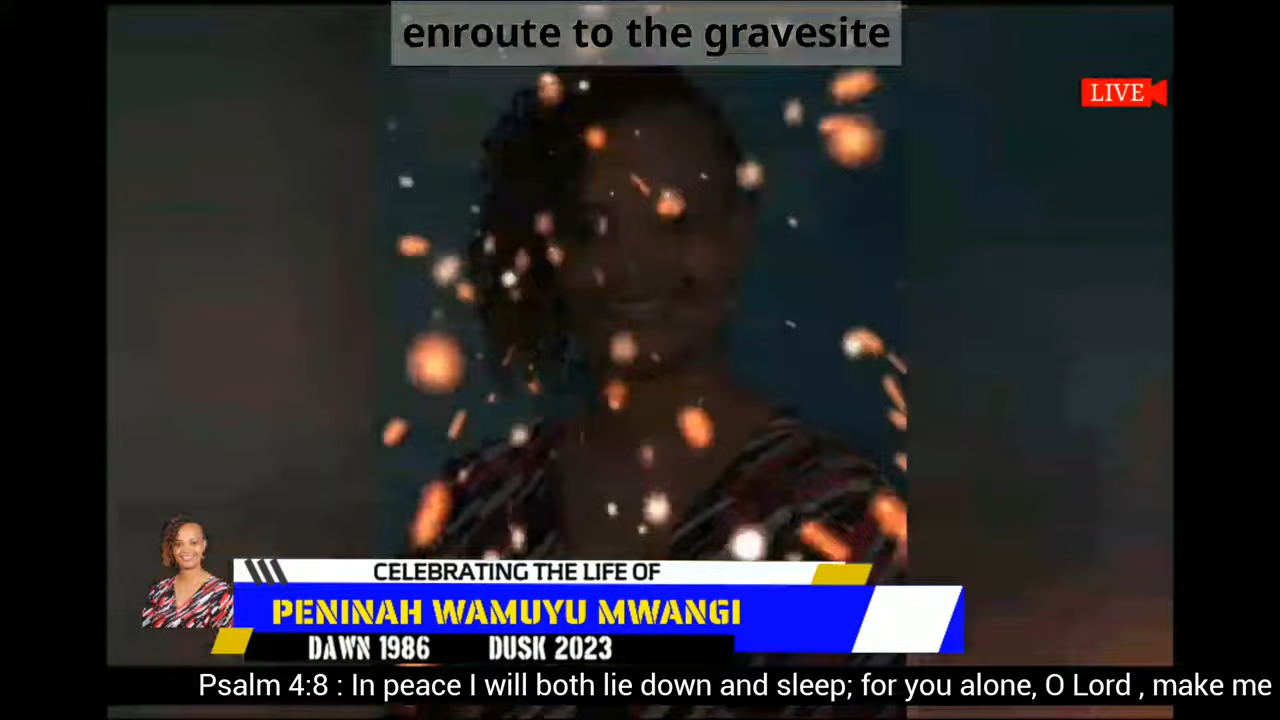 enroute to the gravesite
LIVE
CELEBRATING THE LIFE OF
PENINAH WAMUYU MWANGI
DAWN 1986 DUSK 2023
Psalm 4:8 : In peace I will both lie down and sleep; for you alone, O Lord , make me